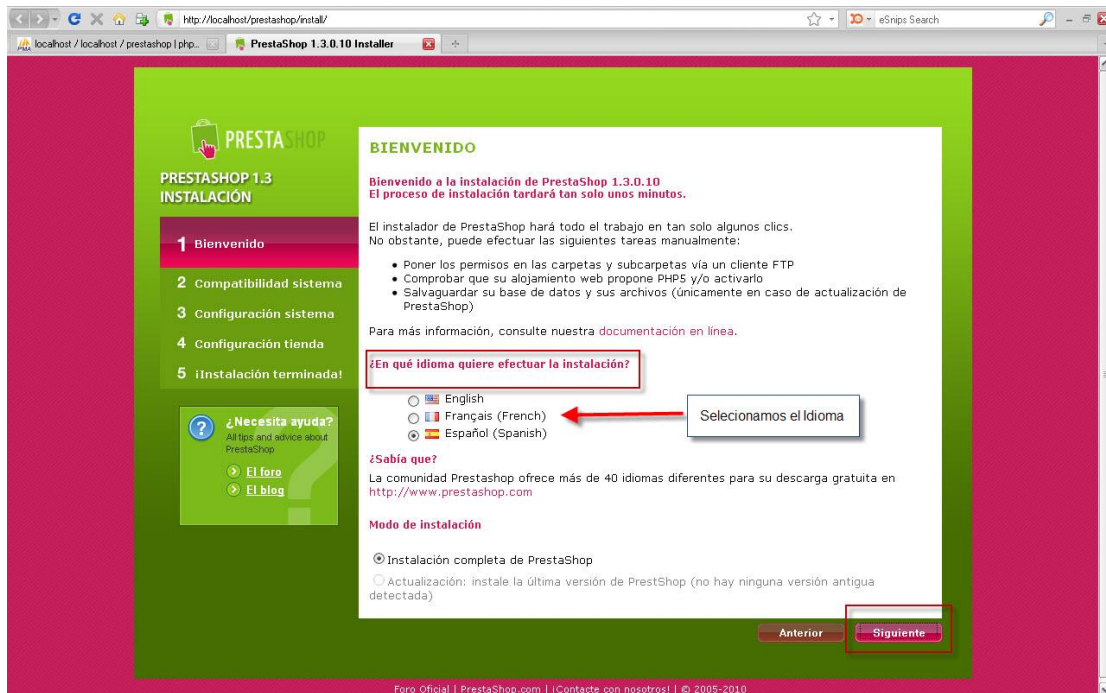 http://localhost/prestashop/install/
eSnips Search
localhost / localhost / prestashop | php...
PrestaShop 1.3.0.10 Installer
PRESTASHOP
PRESTASHOP 1.3
INSTALACIÓN
1 Bienvenido
2 Compatibilidad sistema
3 Configuración sistema
4 Configuración tienda
5 ¡Instalación terminada!
¿Necesita ayuda?
All tips and advice about
PrestaShop
El foro
El blog
BIENVENIDO
Bienvenido a la instalación de PrestaShop 1.3.0.10
El proceso de instalación tardará tan solo unos minutos.
El instalador de PrestaShop hará todo el trabajo en tan solo algunos clics.
No obstante, puede efectuar las siguientes tareas manualmente:
• Poner los permisos en las carpetas y subcarpetas vía un cliente FTP
• Comprobar que su alojamiento web propone PHP5 y/o activarlo
• Salvaguardar su base de datos y sus archivos (únicamente en caso de actualización de
PrestaShop)
Para más información, consulte nuestra documentación en línea.
¿En qué idioma quiere efectuar la instalación?
English
Français (French)
Español (Spanish)
Selecionamos el Idioma
¿Sabía que?
La comunidad Prestashop ofrece más de 40 idiomas diferentes para su descarga gratuita en
http://www.prestashop.com
Modo de instalación
Instalación completa de PrestaShop
Actualización: instale la última versión de PrestShop (no hay ninguna versión antigua
detectada)
Anterior
Siguiente
Foro Oficial | PrestaShop.com | ¡Contacte con nosotros! | © 2005-2010